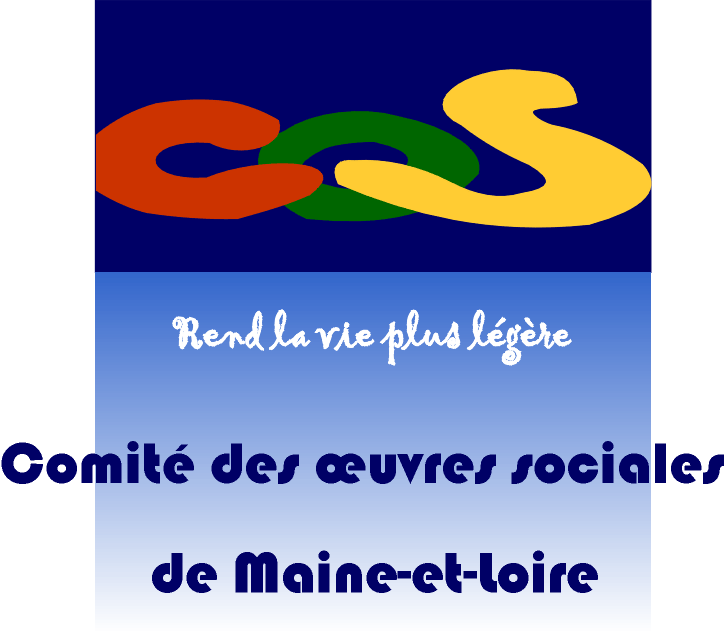 COS
Rend la vie plus légère
Comité des œuvres sociales
de Maine-et-Loire